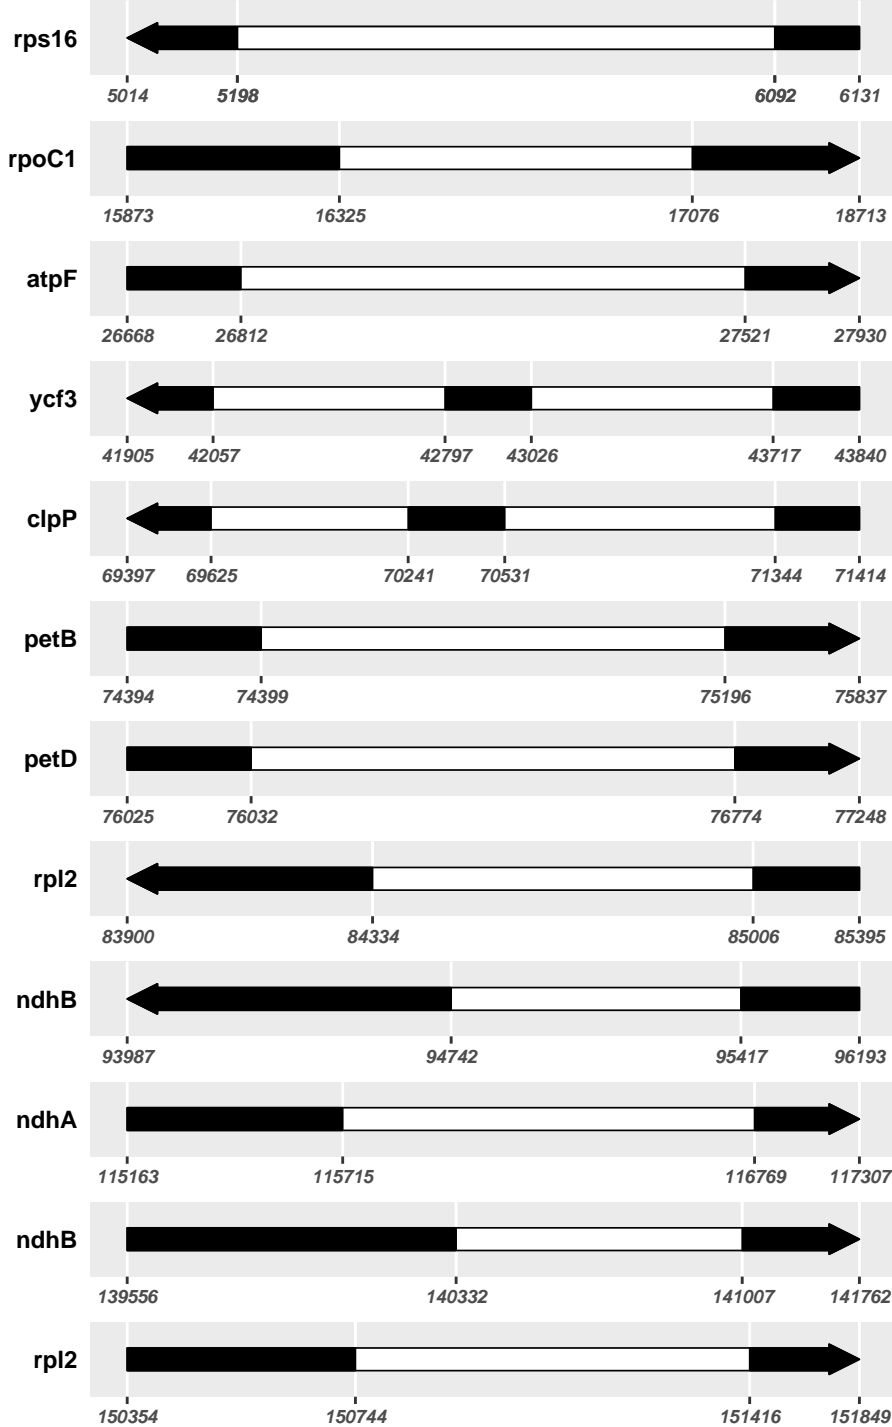 rps16
5014 5198 6092 6131
rpoC1
15873 16325 17076 18713
atpF
26668 26812 27521 27930
ycf3
41905 42057 42797 43026 43717 43840
clpP
69397 69625 70241 70531 71344 71414
petB
74394 74399 75196 75837
petD
76025 76032 76774 77248
rpl2
83900 84334 85006 85395
ndhB
93987 94742 95417 96193
ndhA
115163 115715 116769 117307
ndhB
139556 140332 141007 141762
rpl2
150354 150744 151416 151849